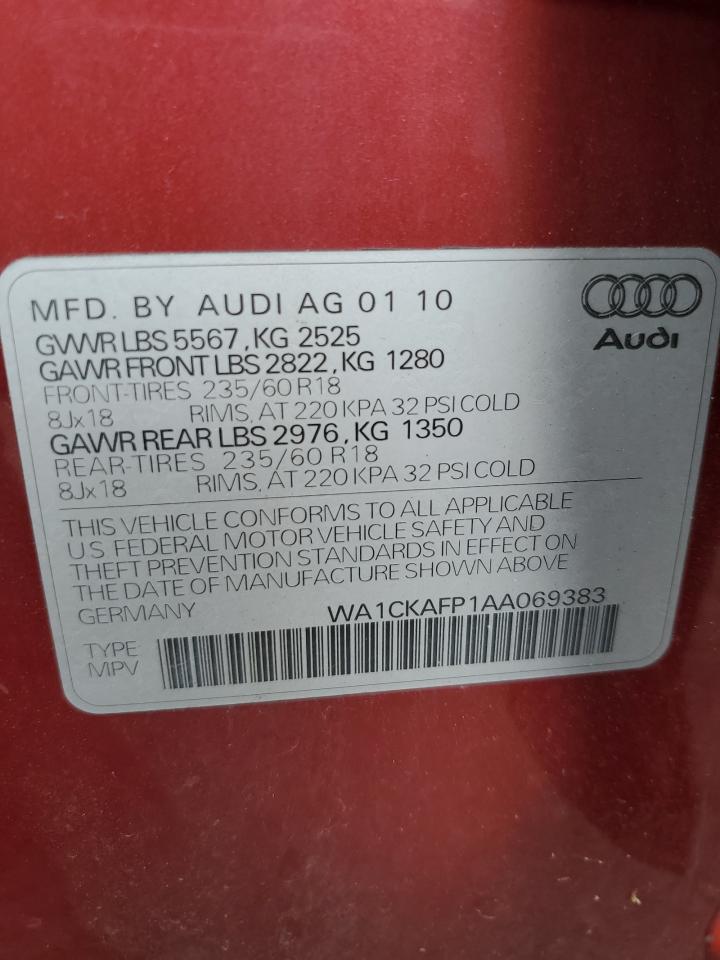 MFD. BY AUDI AG 01 10
Audi
GVWR LBS 5567, KG 2525
GAWR FRONT LBS 2822, KG 1280
FRONT-TIRES 235/60 R18
8Jx18 RIMS, AT 220 KPA 32 PSI COLD
GAWR REAR LBS 2976, KG 1350
REAR-TIRES 235/60 R18
8Jx18 RIMS, AT 220 KPA 32 PSI COLD
THIS VEHICLE CONFORMS TO ALL APPLICABLE
U.S. FEDERAL MOTOR VEHICLE SAFETY AND
THEFT PREVENTION STANDARDS IN EFFECT ON
THE DATE OF MANUFACTURE SHOWN ABOVE
GERMANY WA1CKAFP1AA069383
TYPE
MPV